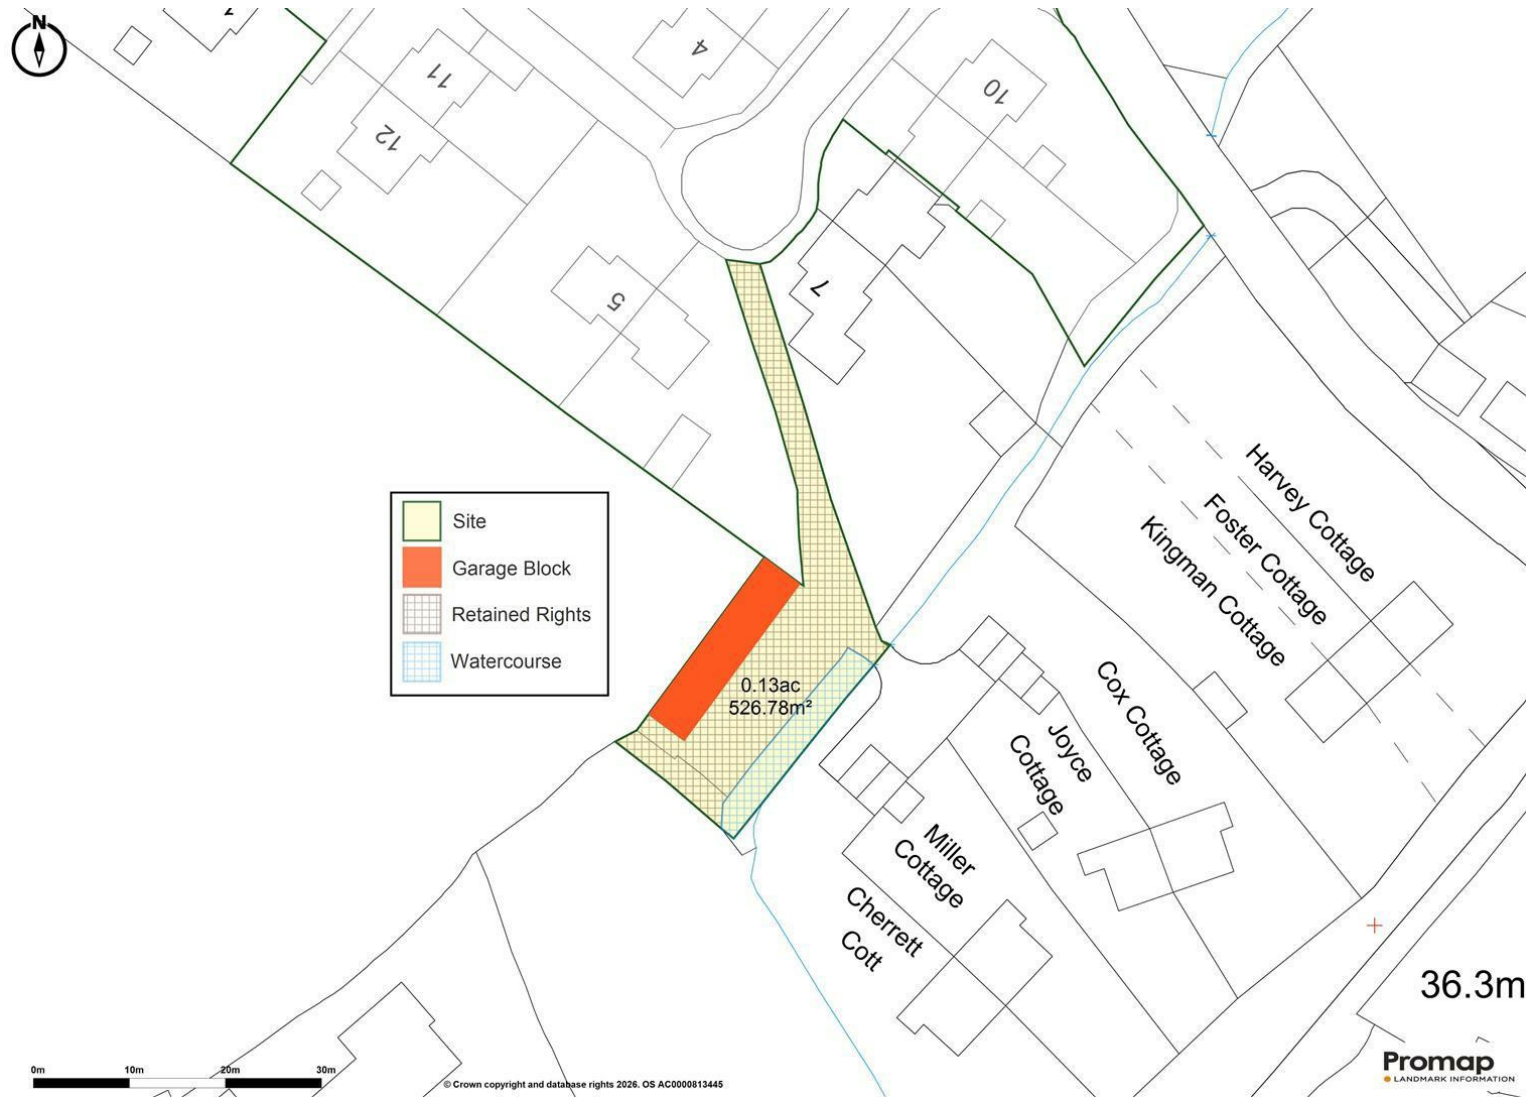 N
4
11
10
12
5
7
Site
Garage Block
Retained Rights
Watercourse
0.13ac
526.78m²
Harvey Cottage
Foster Cottage
Kingman Cottage
Cox Cottage
Joyce
Cottage
Miller
Cottage
Cherrett
Cott
36.3m
0m 10m 20m 30m
© Crown copyright and database rights 2026. OS AC0000813445
Promap
LANDMARK INFORMATION